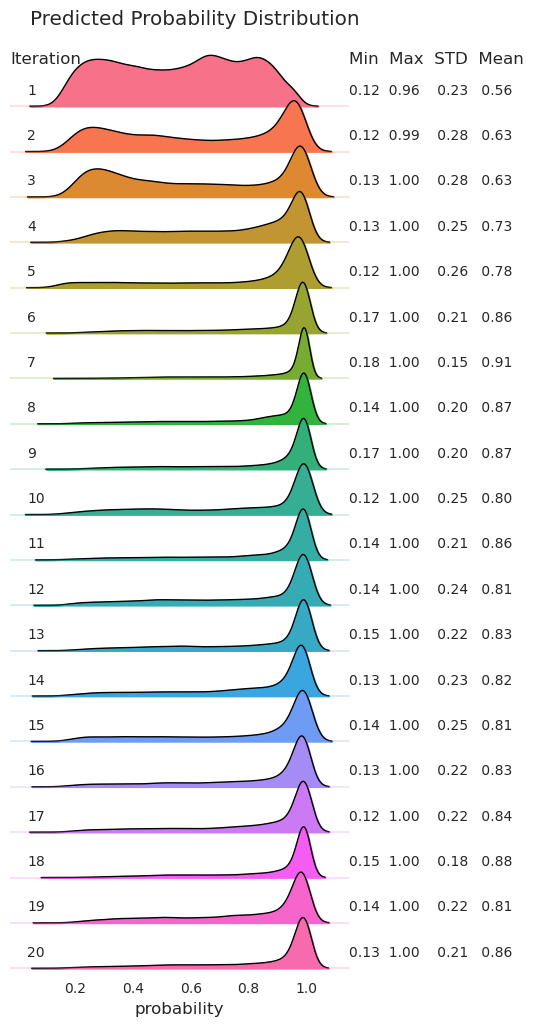 Predicted Probability Distribution
Iteration Min Max STD Mean
1 0.12 0.96 0.23 0.56
2 0.12 0.99 0.28 0.63
3 0.13 1.00 0.28 0.63
4 0.13 1.00 0.25 0.73
5 0.12 1.00 0.26 0.78
6 0.17 1.00 0.21 0.86
7 0.18 1.00 0.15 0.91
8 0.14 1.00 0.20 0.87
9 0.17 1.00 0.20 0.87
10 0.12 1.00 0.25 0.80
11 0.14 1.00 0.21 0.86
12 0.14 1.00 0.24 0.81
13 0.15 1.00 0.22 0.83
14 0.13 1.00 0.23 0.82
15 0.14 1.00 0.25 0.81
16 0.13 1.00 0.22 0.83
17 0.12 1.00 0.22 0.84
18 0.15 1.00 0.18 0.88
19 0.14 1.00 0.22 0.81
20 0.13 1.00 0.21 0.86
0.2 0.4 0.6 0.8 1.0
probability